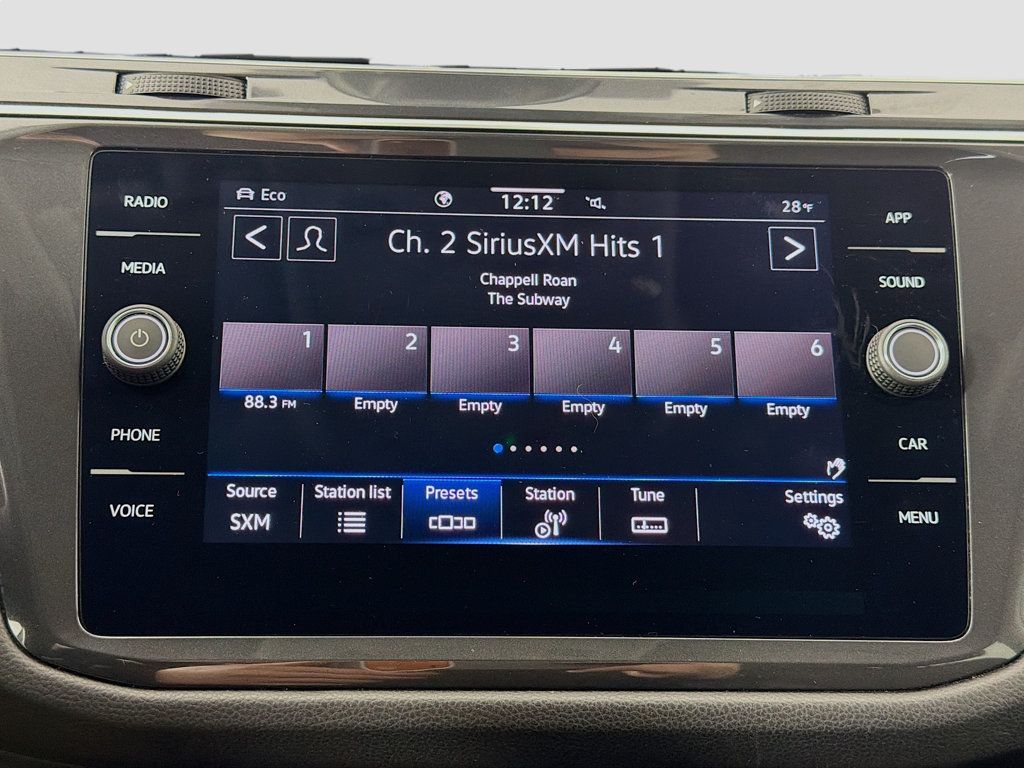 RADIO
MEDIA
PHONE
VOICE
Eco
12:12
28°F
Ch. 2 SiriusXM Hits 1
Chappell Roan
The Subway
1 2 3 4 5 6
88.3 FM Empty Empty Empty Empty Empty
Source Station list Presets Station Tune Settings
SXM
APP
SOUND
CAR
MENU